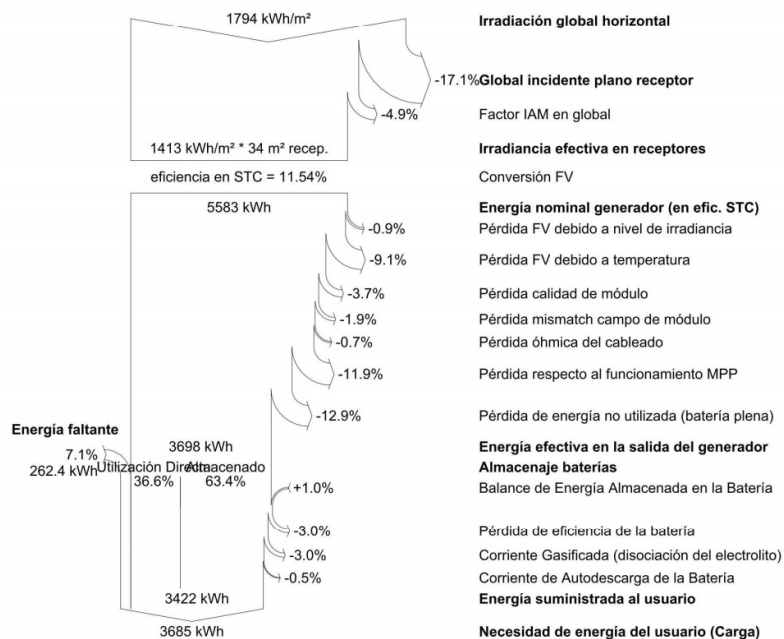 1794 kWh/m² Irradiación global horizontal
-17.1% Global incidente plano receptor
-4.9% Factor IAM en global
1413 kWh/m² * 34 m² recep. Irradiancia efectiva en receptores
eficiencia en STC = 11.54% Conversión FV
5583 kWh Energía nominal generador (en efic. STC)
-0.9% Pérdida FV debido a nivel de irradiancia
-9.1% Pérdida FV debido a temperatura
-3.7% Pérdida calidad de módulo
-1.9% Pérdida mismatch campo de módulo
-0.7% Pérdida óhmica del cableado
-11.9% Pérdida respecto al funcionamiento MPP
-12.9% Pérdida de energía no utilizada (batería plena)
Energía faltante
3698 kWh Energía efectiva en la salida del generador
7.1%
Utilización Directa Almacenado Almacenaje baterías
262.4 kWh 36.6% 63.4%
+1.0% Balance de Energía Almacenada en la Batería
-3.0% Pérdida de eficiencia de la batería
-3.0% Corriente Gasificada (disociación del electrolito)
-0.5% Corriente de Autodescarga de la Batería
3422 kWh Energía suministrada al usuario
3685 kWh Necesidad de energía del usuario (Carga)